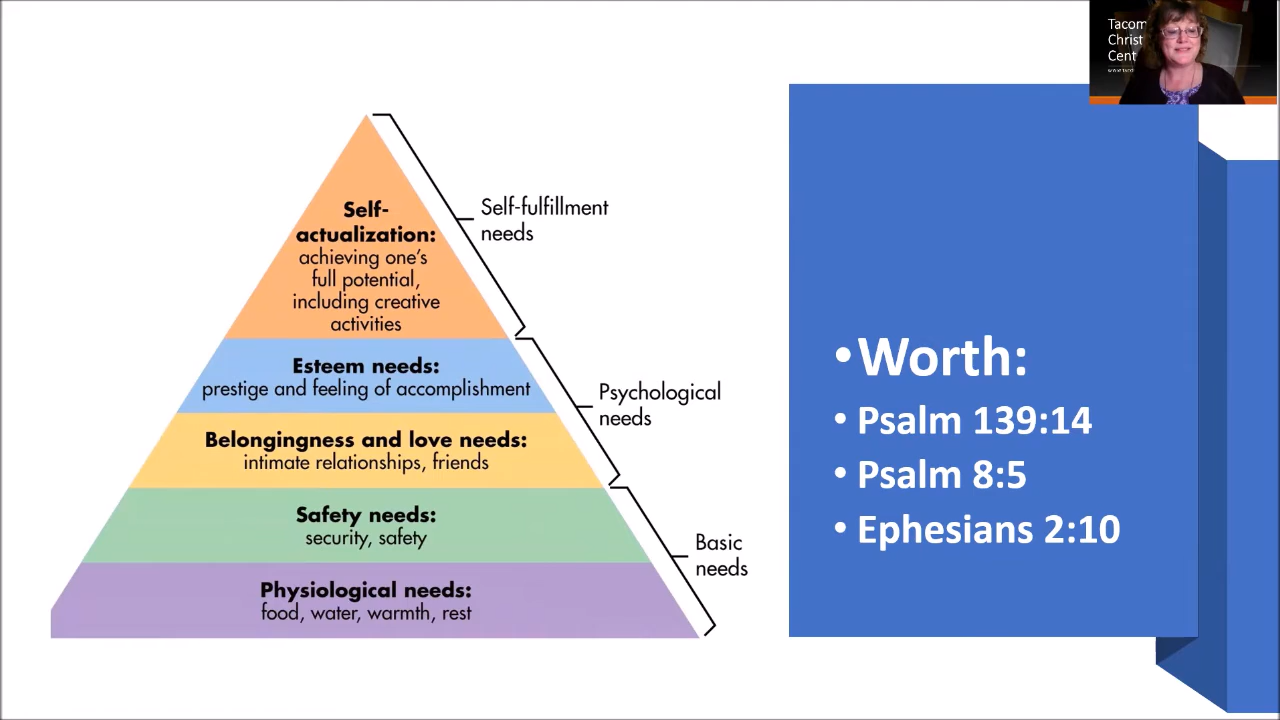 Self-
actualization:
achieving one's
full potential,
including creative
activities
Esteem needs:
prestige and feeling of accomplishment
Belongingness and love needs:
intimate relationships, friends
Safety needs:
security, safety
Physiological needs:
food, water, warmth, rest
Self-fulfillment
needs
Psychological
needs
Basic
needs
•Worth:
• Psalm 139:14
• Psalm 8:5
• Ephesians 2:10
Tacom
Christ
Cent